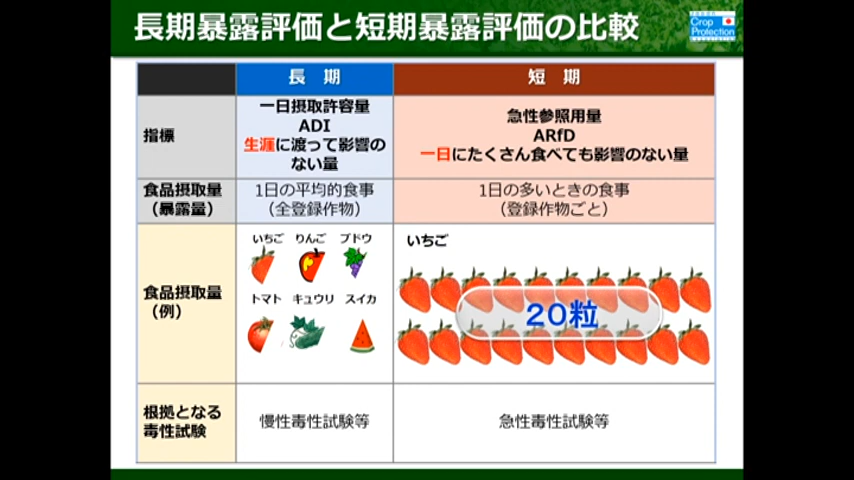 長期暴露評価と短期暴露評価の比較
Crop
Protection
長 期
短 期
指標
一日摂取許容量
ADI
生涯に渡って影響の
ない量
急性参照用量
ARfD
一日にたくさん食べても影響のない量
食品摂取量
（暴露量）
1日の平均的食事
（全登録作物）
1日の多いときの食事
（登録作物ごと）
食品摂取量
（例）
いちご りんご ブドウ
トマト キュウリ スイカ
いちご
20粒
根拠となる
毒性試験
慢性毒性試験等
急性毒性試験等